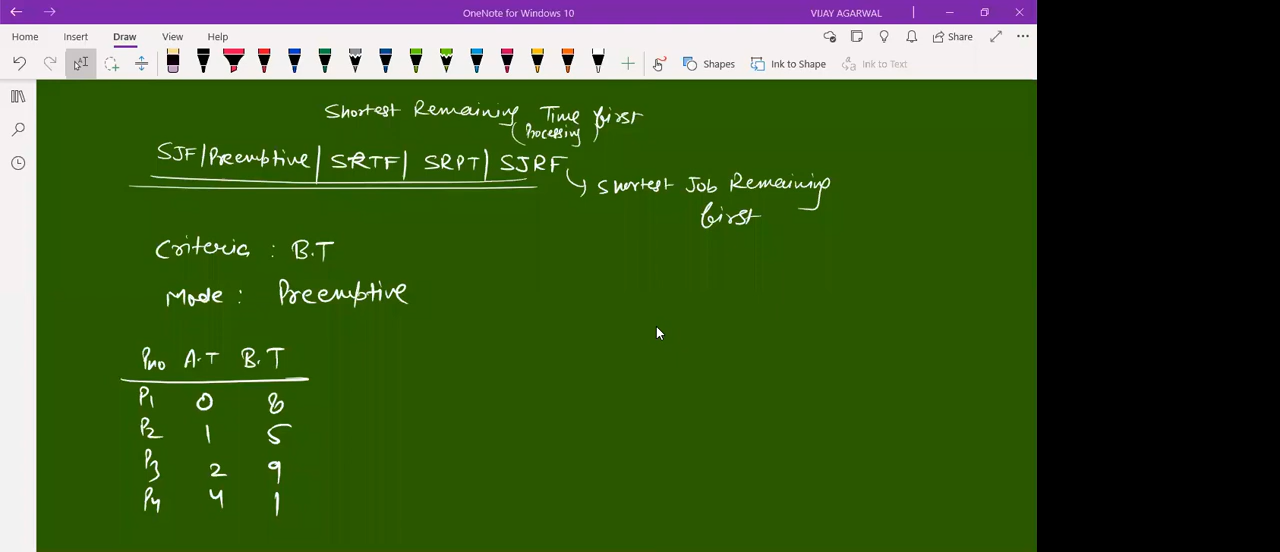 OneNote for Windows 10
VIJAY AGARWAL
Home Insert Draw View Help
Share
Shapes
Ink to Shape
Ink to Text
Shortest Remaining Time first
(Processing)
SJF/Preemptive/ SRTF/ SRPT/ SJRF
Shortest Job Remaining
first
Criteria : B.T
Mode : Preemptive
Pno A.T B.T
P1 0 8
P2 1 5
P3 2 9
P4 4 1